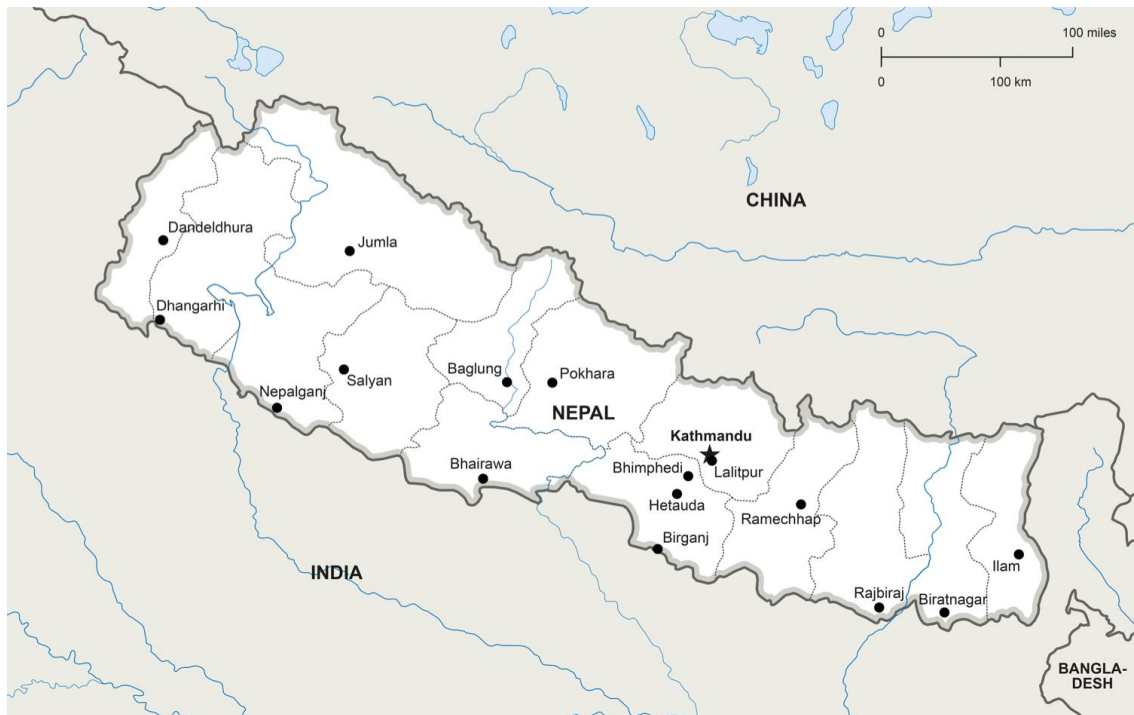 0 100 miles
0 100 km
CHINA
Dandeldhura
Jumla
Dhangarhi
Baglung
Pokhara
Salyan
Nepalganj
NEPAL
Kathmandu
Bhairawa
Bhimphedi
Lalitpur
Hetauda
Ramechhap
Birganj
Ilam
INDIA
Rajbiraj
Biratnagar
BANGLA-
DESH